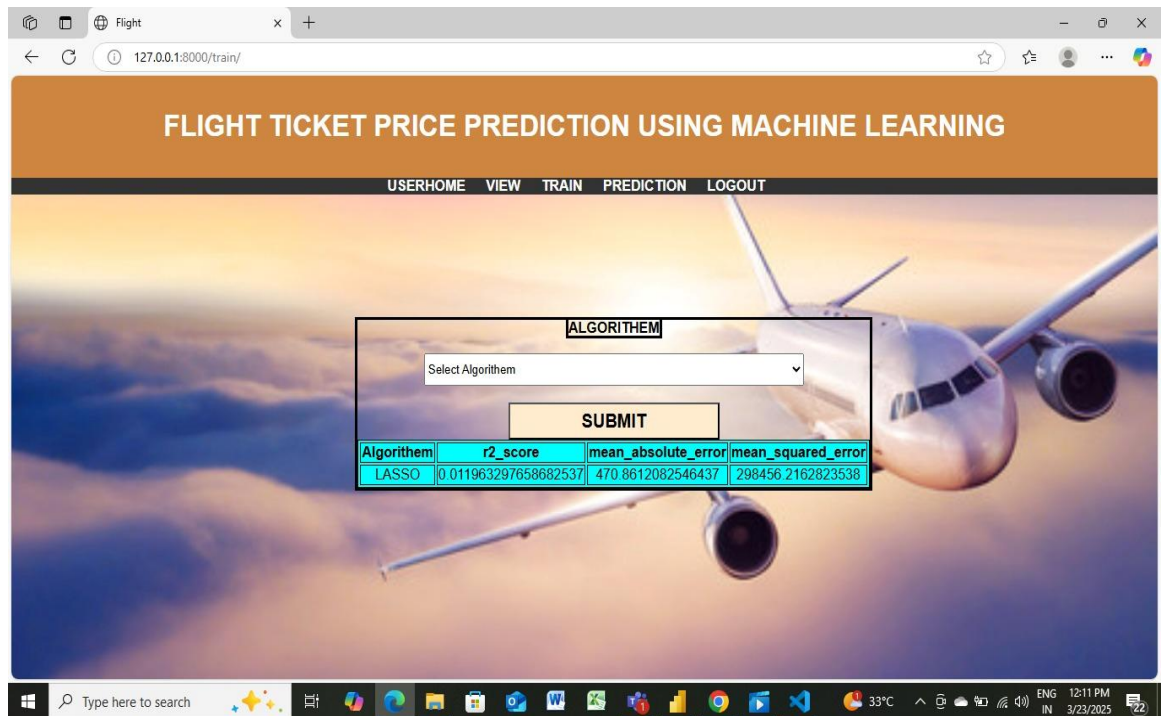 Flight
127.0.0.1:8000/train/
FLIGHT TICKET PRICE PREDICTION USING MACHINE LEARNING
USERHOME VIEW TRAIN PREDICTION LOGOUT
ALGORITHEM
Select Algorithem
SUBMIT
Algorithem r2_score mean_absolute_error mean_squared_error
LASSO 0.011963297658682537 470.8612082546437 298456.2162823538
Type here to search 33°C ENG 12:11 PM
IN 3/23/2025 22